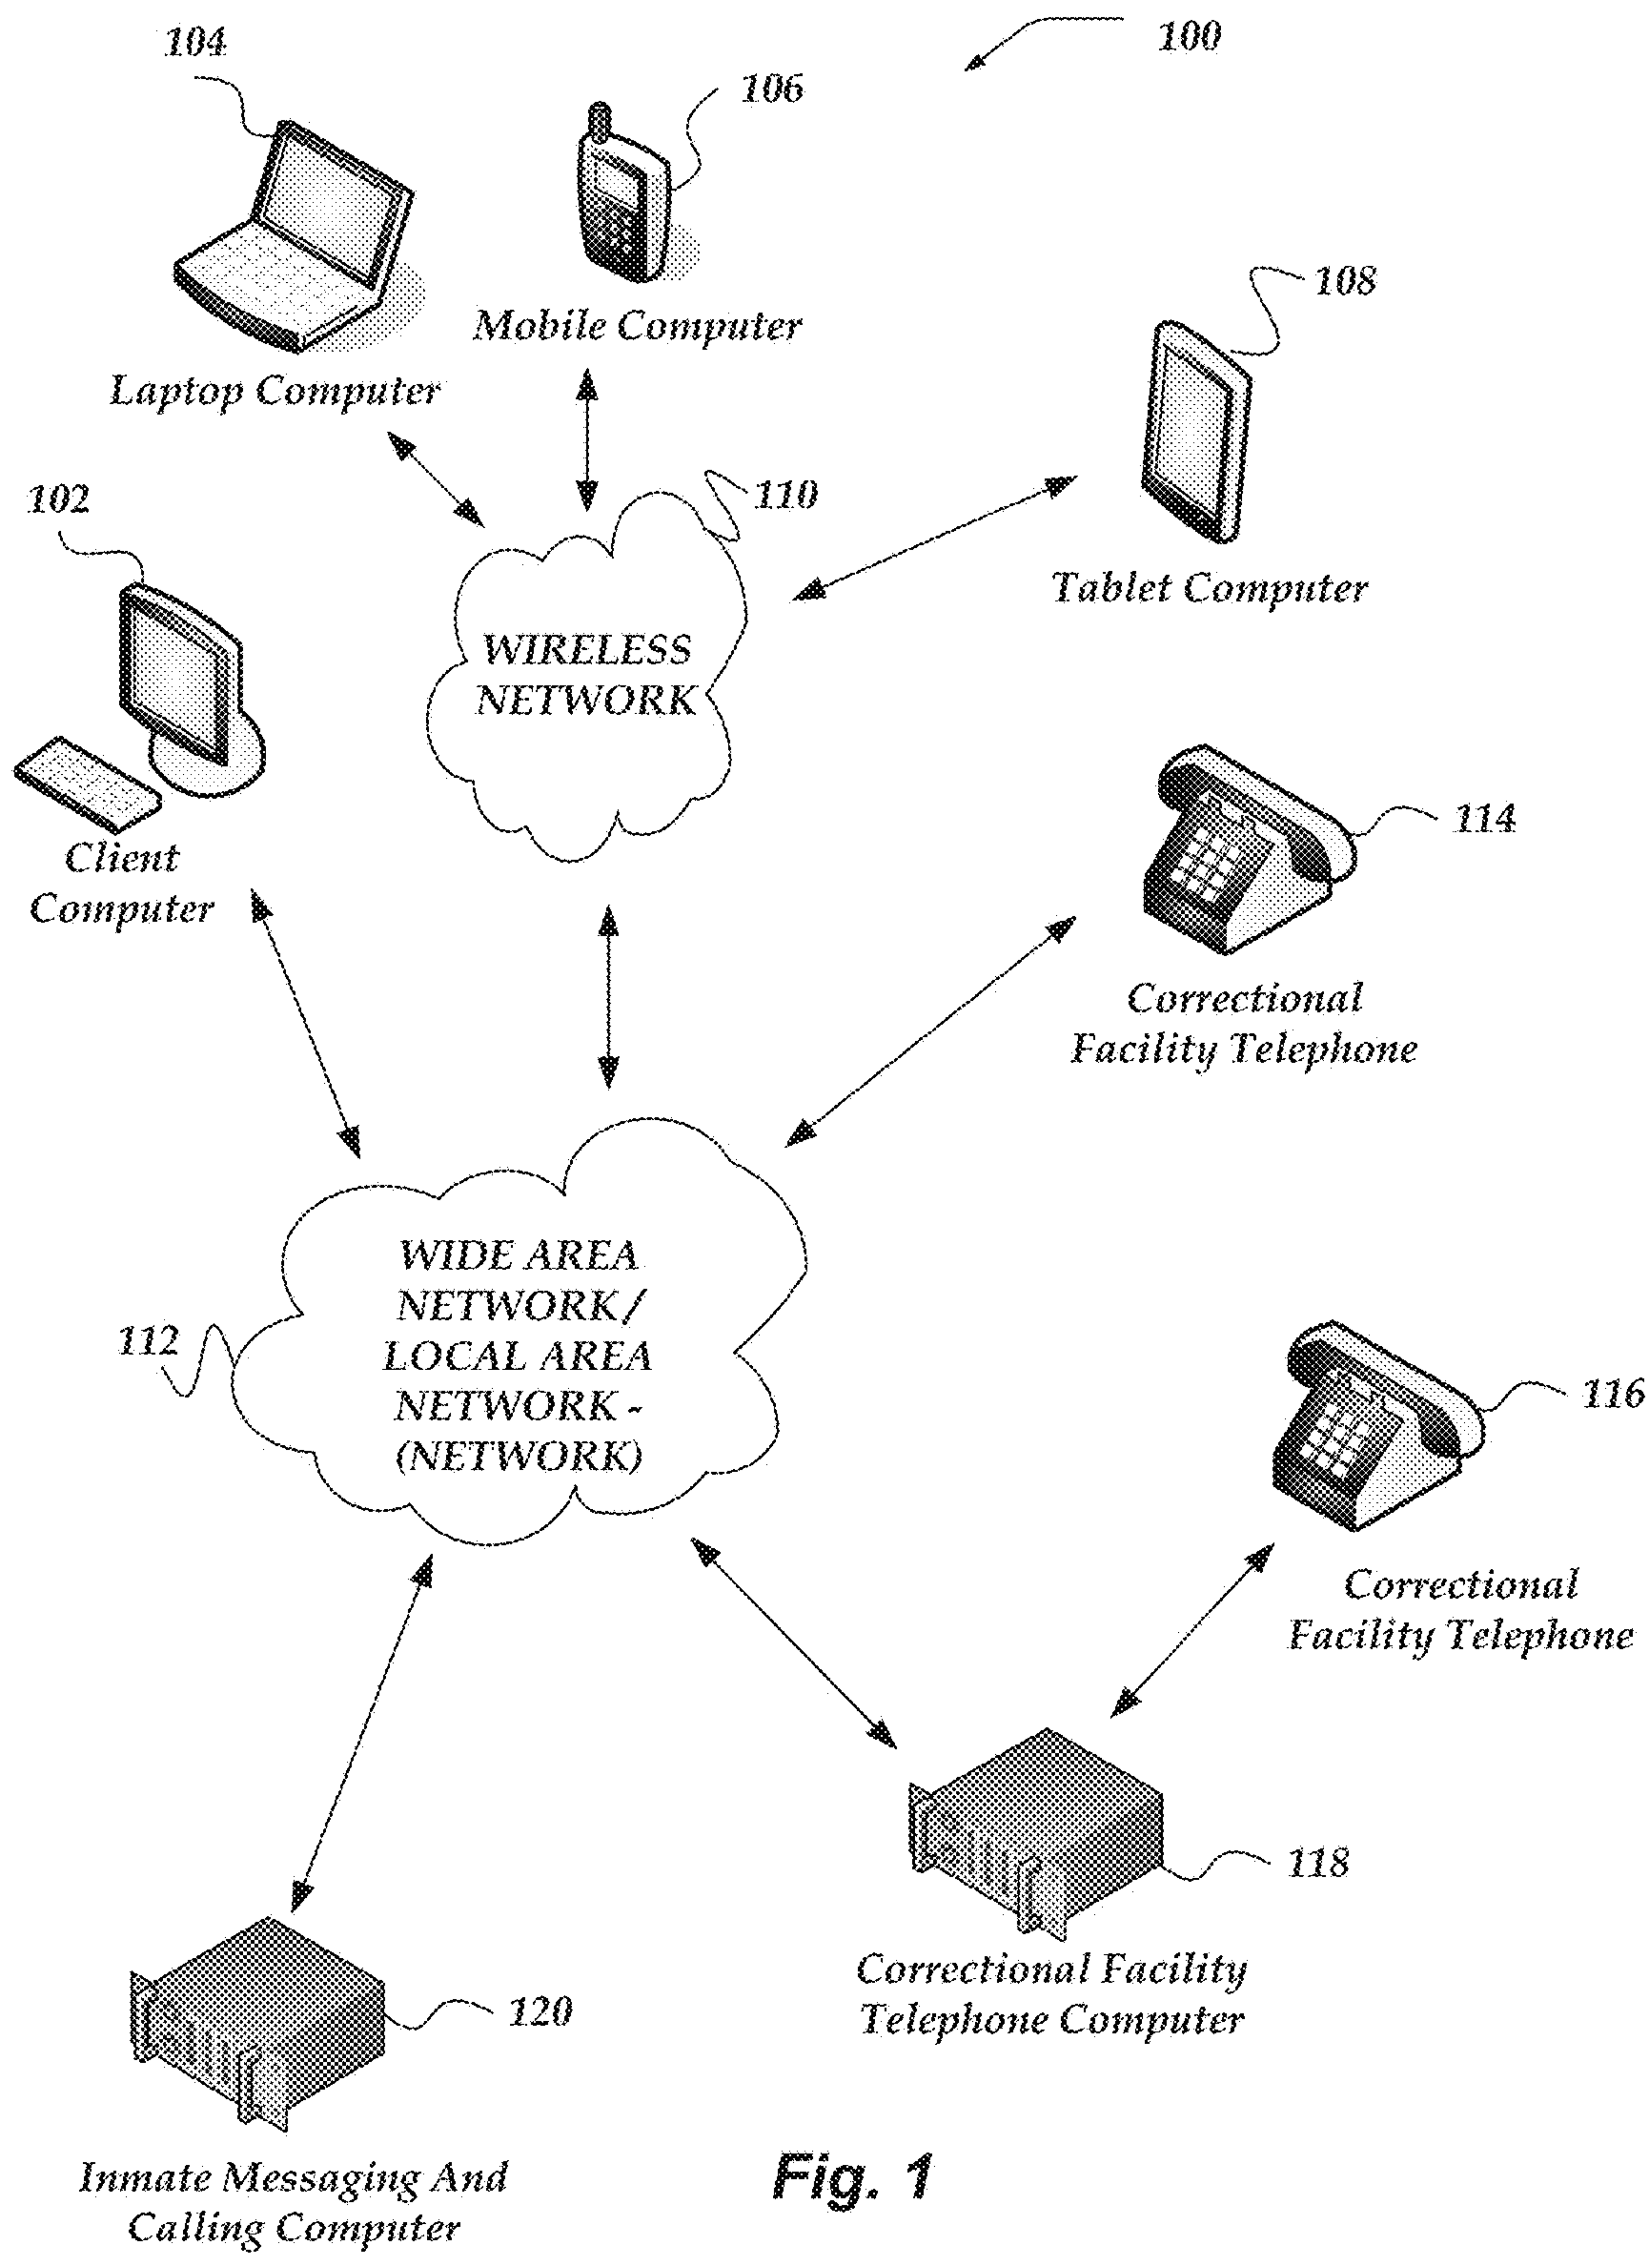 104
100
106
108
Mobile Computer
Laptop Computer
102
110
Tablet Computer
WIRELESS
NETWORK
114
Client
Computer
Correctional
Facility Telephone
WIDE AREA
NETWORK/
LOCAL AREA
NETWORK -
(NETWORK)
112
116
Correctional
Facility Telephone
118
Correctional Facility
Telephone Computer
120
Inmate Messaging And
Calling Computer
Fig. 1